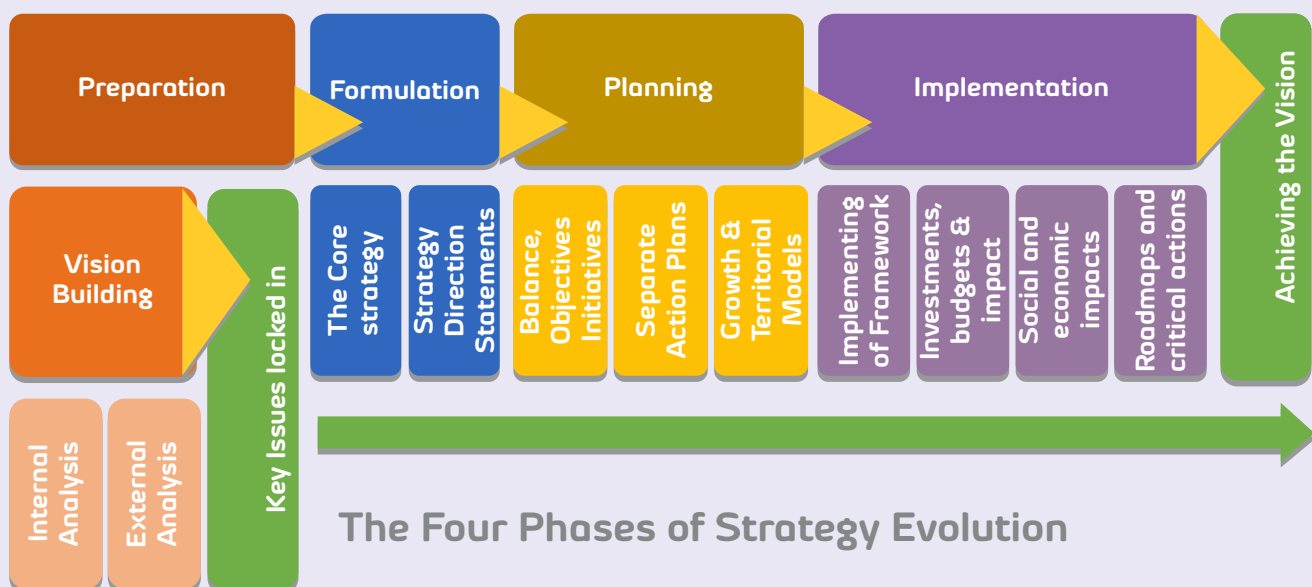 Preparation
Formulation
Planning
Implementation
Achieving the Vision
Vision
Building
Key Issues locked in
The Core
strategy
Strategy
Direction
Statements
Balance,
Objectives
Initiatives
Separate
Action Plans
Growth &
Territorial
Models
Implementing
of Framework
Investments,
budgets &
impact
Social and
economic
impacts
Roadmaps and
critical actions
Internal
Analysis
External
Analysis
The Four Phases of Strategy Evolution